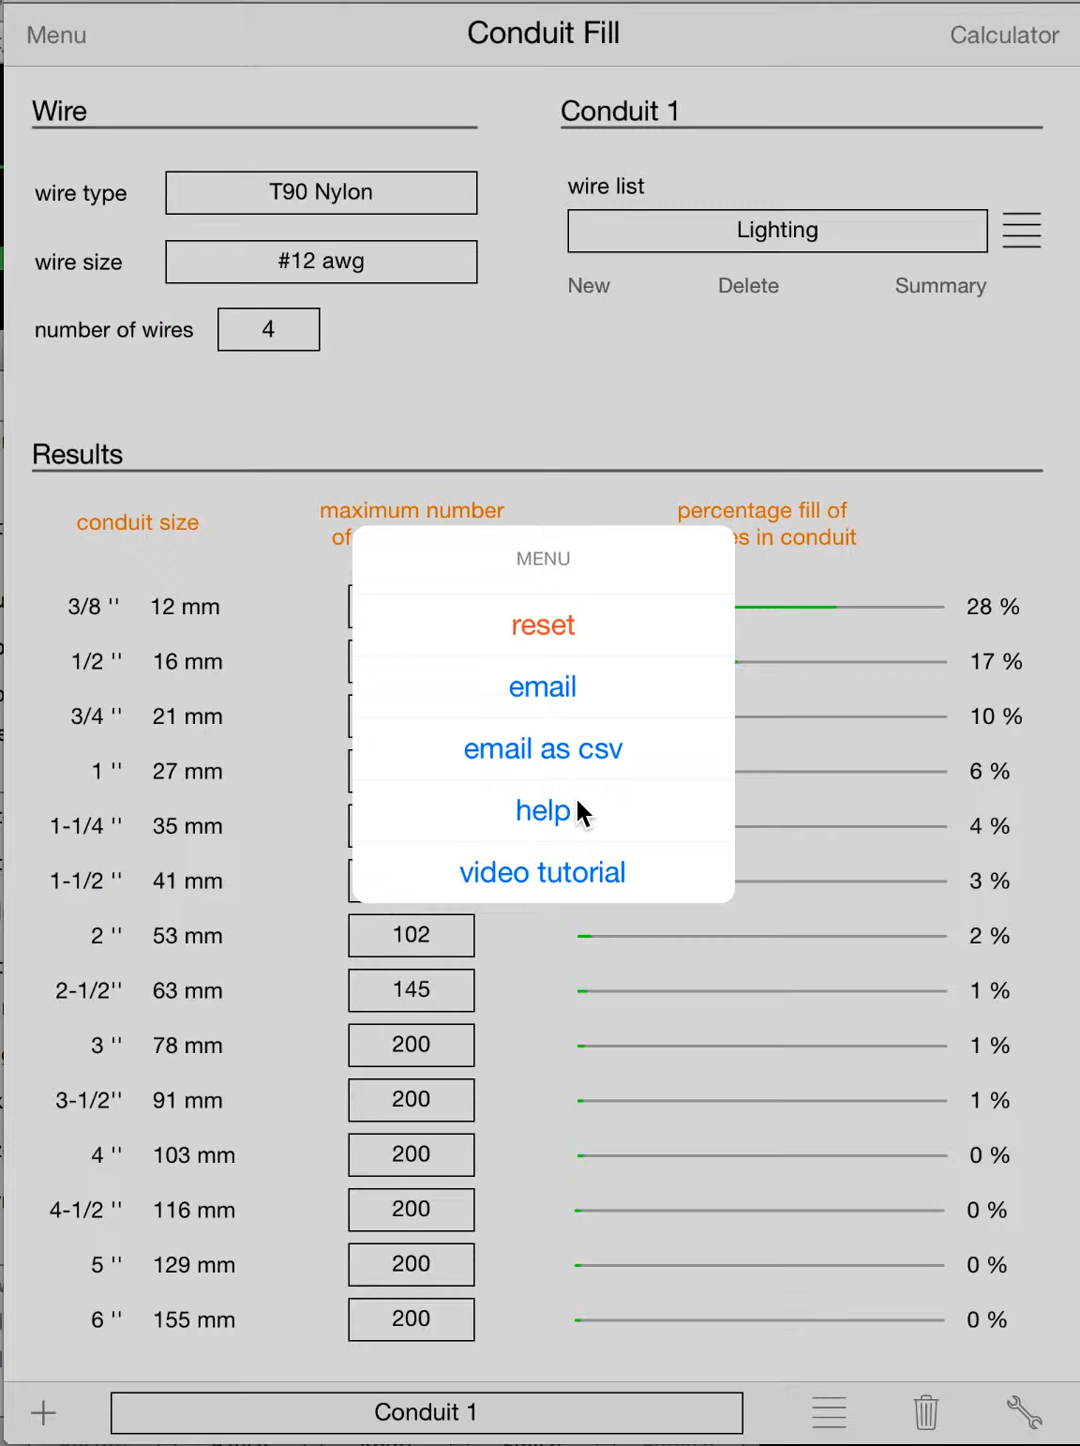 Menu Conduit Fill Calculator
Wire Conduit 1
wire type T90 Nylon wire list
Lighting
wire size #12 awg
New Delete Summary
number of wires 4
Results
conduit size maximum number percentage fill of
of es in conduit
MENU
reset
email
email as csv
help
video tutorial
3/8 '' 12 mm 28 %
1/2 '' 16 mm 17 %
3/4 '' 21 mm 10 %
1 '' 27 mm 6 %
1-1/4 '' 35 mm 4 %
1-1/2 '' 41 mm 3 %
2 '' 53 mm 102 2 %
2-1/2'' 63 mm 145 1 %
3 '' 78 mm 200 1 %
3-1/2'' 91 mm 200 1 %
4 '' 103 mm 200 0 %
4-1/2 '' 116 mm 200 0 %
5 '' 129 mm 200 0 %
6 '' 155 mm 200 0 %
Conduit 1